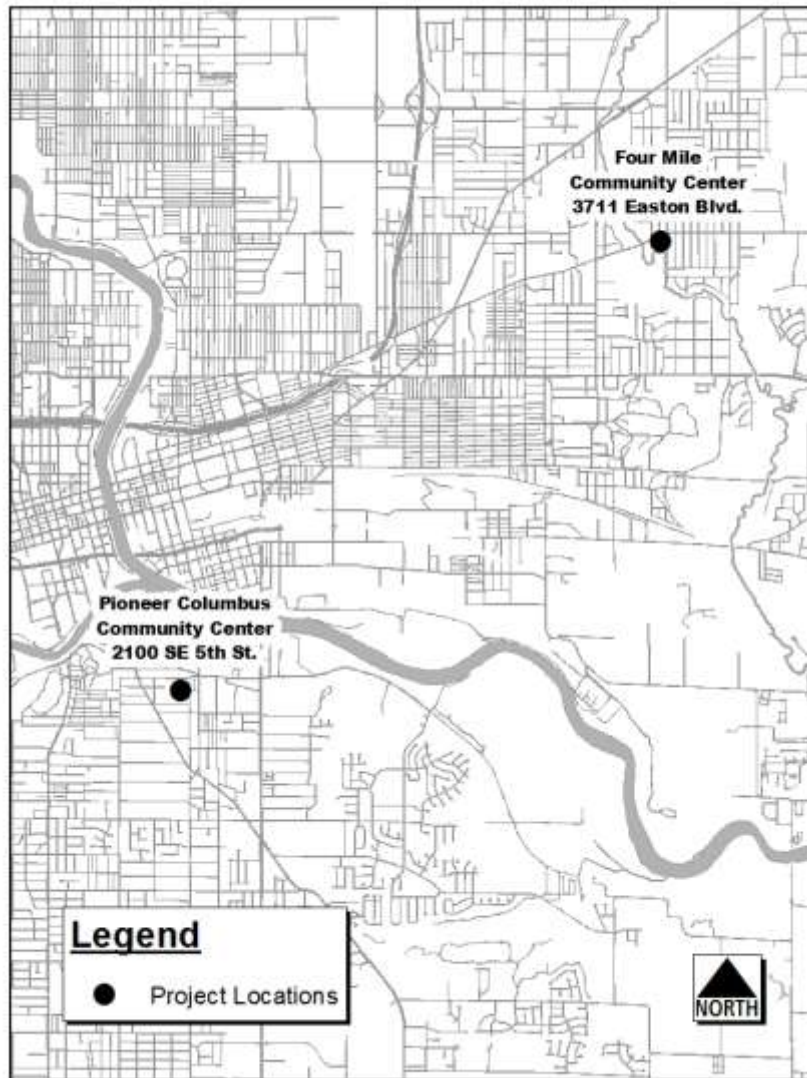 Four Mile
Community Center
3711 Easton Blvd.
Pioneer Columbus
Community Center
2100 SE 5th St.
Legend
Project Locations
NORTH